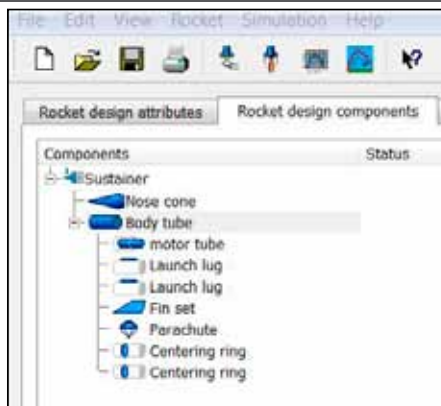 File Edit View Rocket Simulation Help
Rocket design attributes Rocket design components
Components Status
Sustainer
Nose cone
Body tube
motor tube
Launch lug
Launch lug
Fin set
Parachute
Centering ring
Centering ring